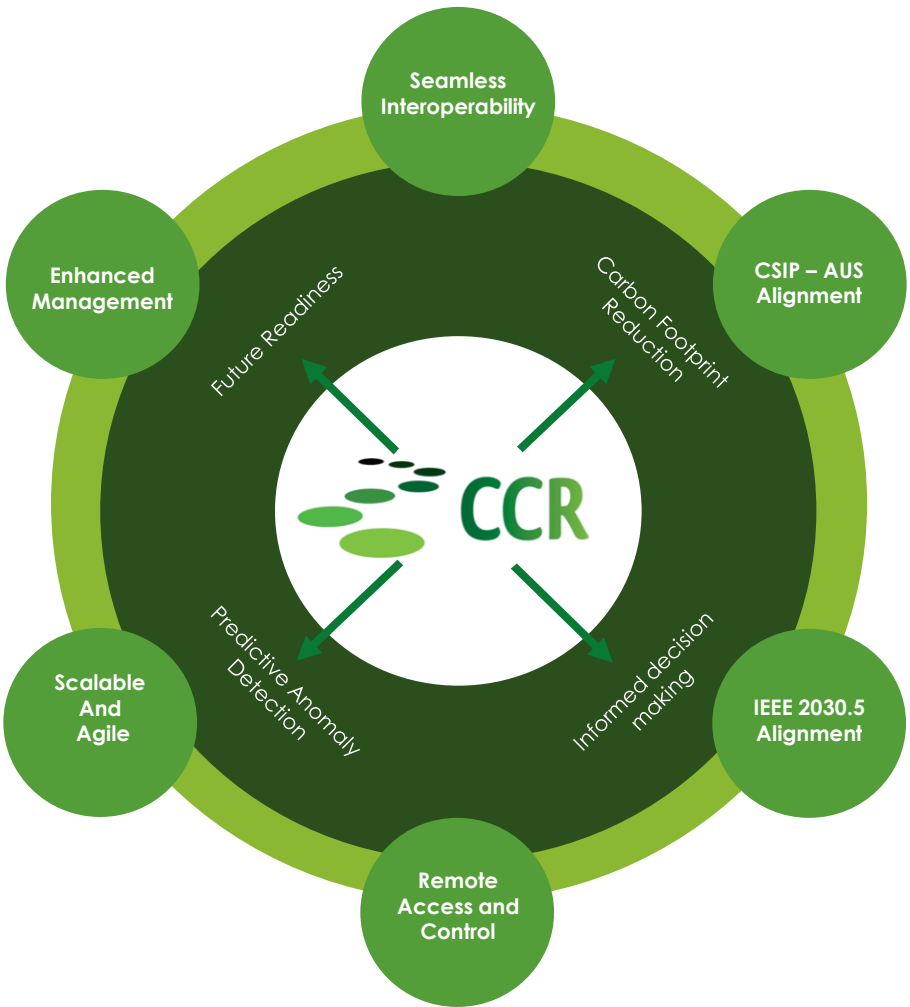 Seamless
Interoperability
Enhanced
Management
CSIP – AUS
Alignment
Future Readiness
Carbon Footprint
Reduction
CCR
Predictive Anomaly
Detection
Informed decision
making
Scalable
And
Agile
IEEE 2030.5
Alignment
Remote
Access and
Control